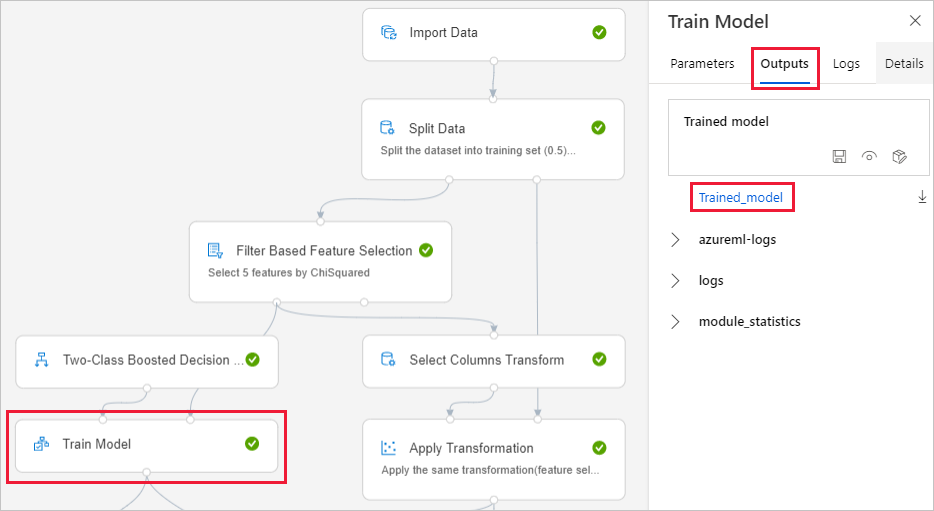 Import Data
Split Data
Split the dataset into training set (0.5)...
Filter Based Feature Selection
Select 5 features by ChiSquared
Two-Class Boosted Decision ...
Select Columns Transform
Train Model
Apply Transformation
Apply the same transformation(feature sel...
Train Model
Parameters Outputs Logs Details
Trained model
Trained_model
azureml-logs
logs
module_statistics